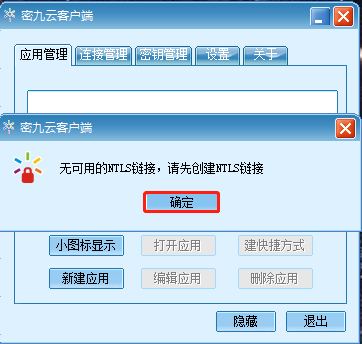 密九云客户端
应用管理 连接管理 密钥管理 设置 关于
密九云客户端
无可用的NTLS链接，请先创建NTLS链接
确定
小图标显示 打开应用 建快捷方式
新建应用 编辑应用 删除应用
隐藏 退出